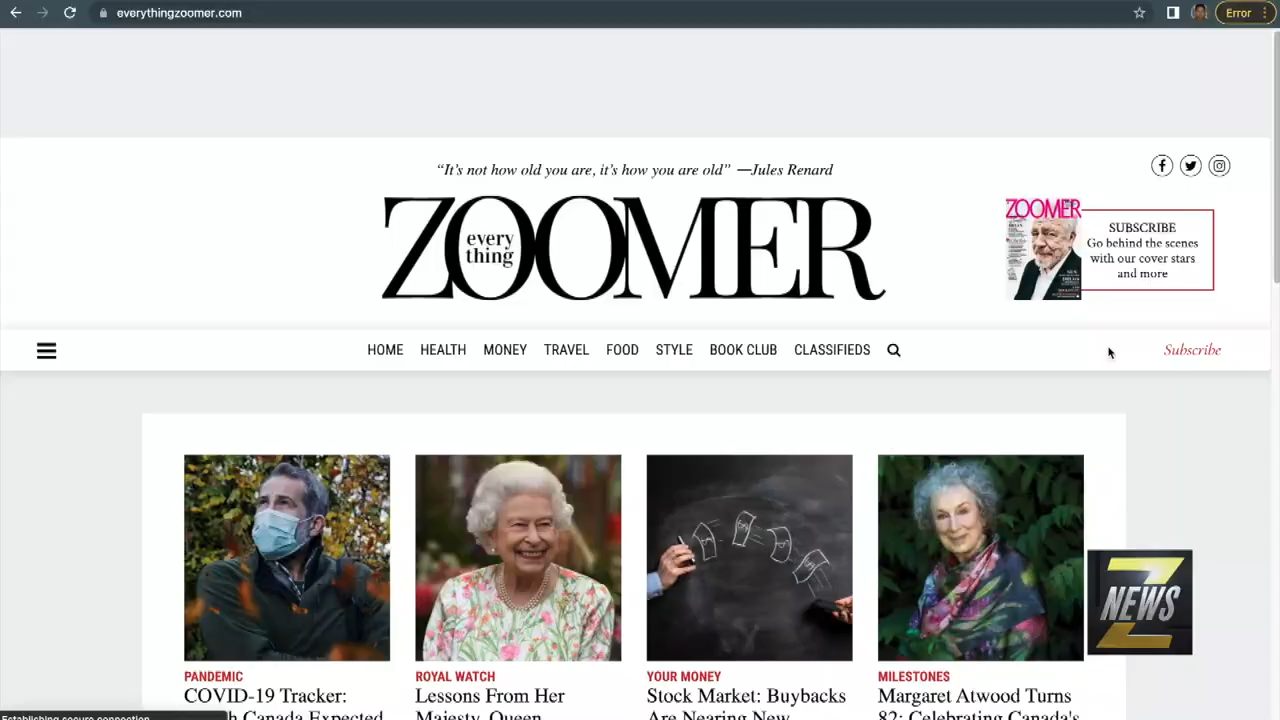 everythingzoomer.com
Error
“It's not how old you are, it's how you are old” —Jules Renard
every
thing
ZOOMER
ZOOMER
SUBSCRIBE
Go behind the scenes
with our cover stars
and more
HOME HEALTH MONEY TRAVEL FOOD STYLE BOOK CLUB CLASSIFIEDS
Subscribe
Z
NEWS
PANDEMIC
COVID-19 Tracker:
Canada Expected
ROYAL WATCH
Lessons From Her
Majesty, Queen
YOUR MONEY
Stock Market: Buybacks
Are Nearing New
MILESTONES
Margaret Atwood Turns
82: Celebrating Canada's
Establishing secure connection